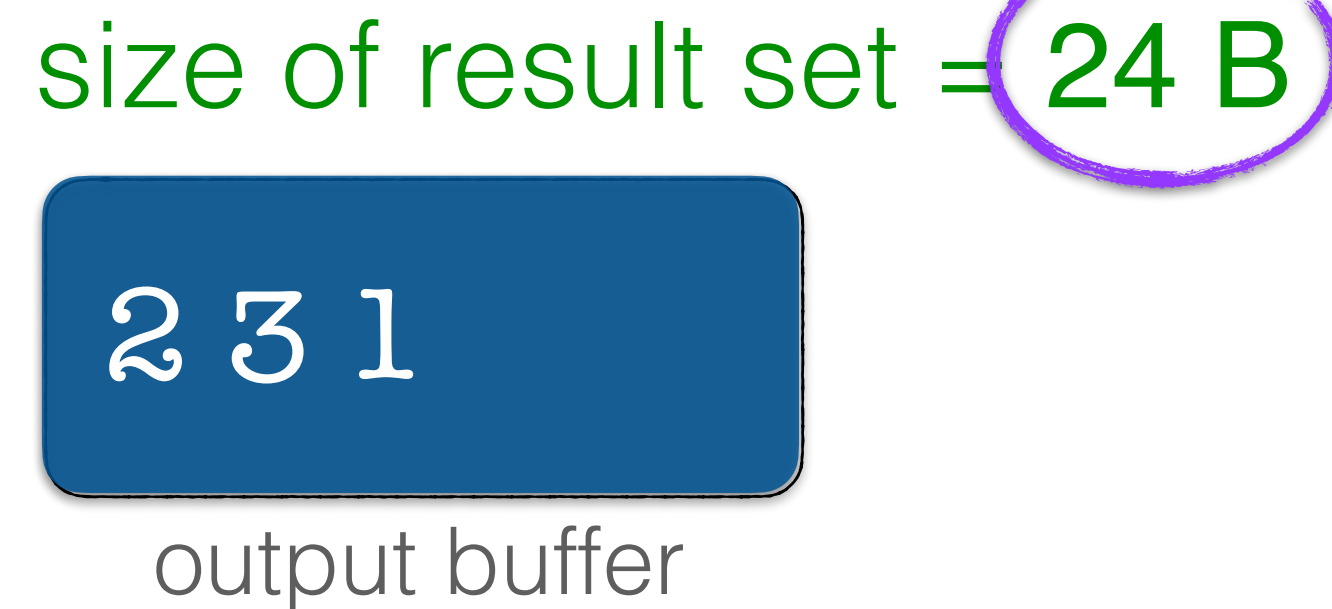 size of result set = 24 B
2 3 1
output buffer